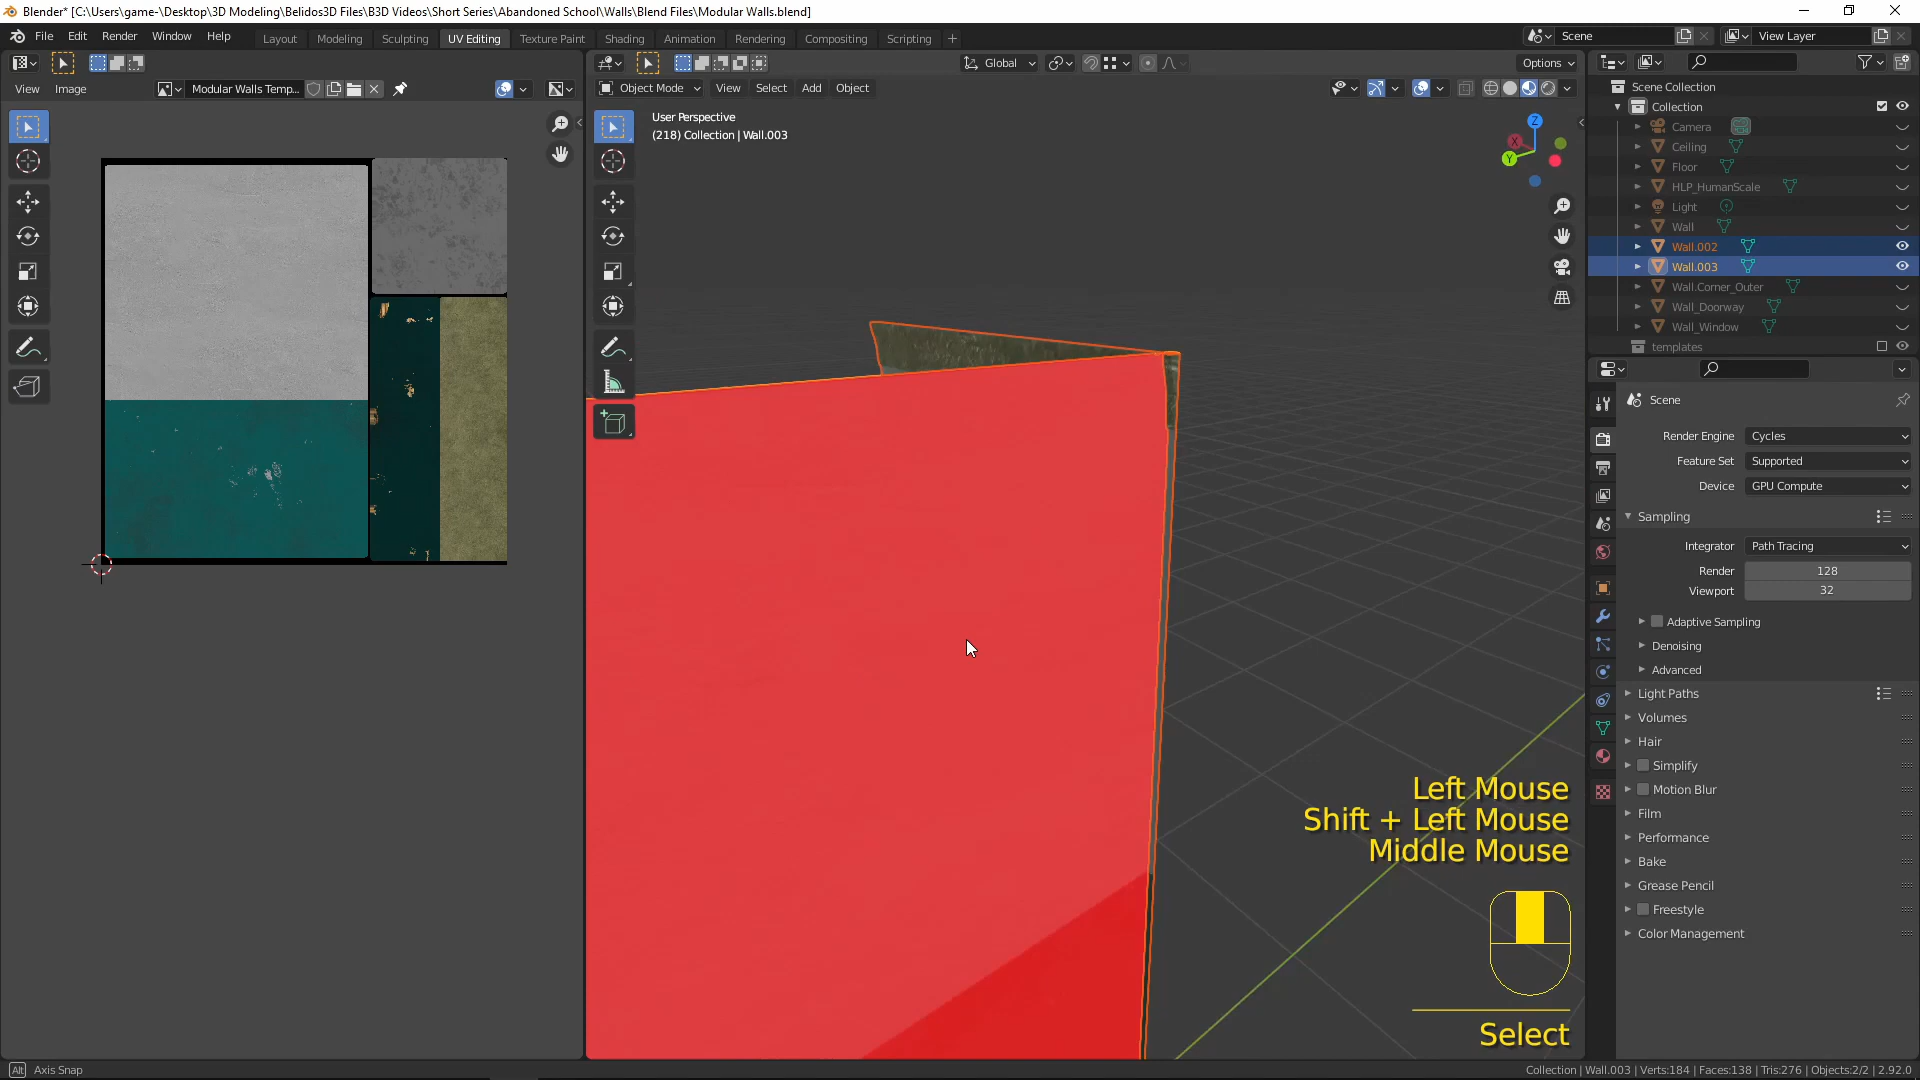 Blender* [C:\Users\game-\Desktop\3D Modeling\Belidos3D Files\B3D Videos\Short Series\Abandoned School\Walls\Blend Files\Modular Walls.blend]
File Edit Render Window Help Layout Modeling Sculpting UV Editing Texture Paint Shading Animation Rendering Compositing Scripting + Scene View Layer
Global Options
View Image Modular Walls Temp... Object Mode View Select Add Object
Scene Collection
Collection
Camera
Ceiling
Floor
HLP_HumanScale
Light
Wall
Wall.002
Wall.003
Wall.Corner_Outer
Wall_Doorway
Wall_Window
templates
User Perspective
(218) Collection | Wall.003
Z
X
Y
Scene
Render Engine Cycles
Feature Set Supported
Device GPU Compute
Sampling
Integrator Path Tracing
Render 128
Viewport 32
Adaptive Sampling
Denoising
Advanced
Light Paths
Volumes
Hair
Simplify
Motion Blur
Film
Performance
Bake
Grease Pencil
Freestyle
Color Management
Left Mouse
Shift + Left Mouse
Middle Mouse
Select
Alt Axis Snap
Collection | Wall.003 | Verts:184 | Faces:138 | Tris:276 | Objects:2/2 | 2.92.0